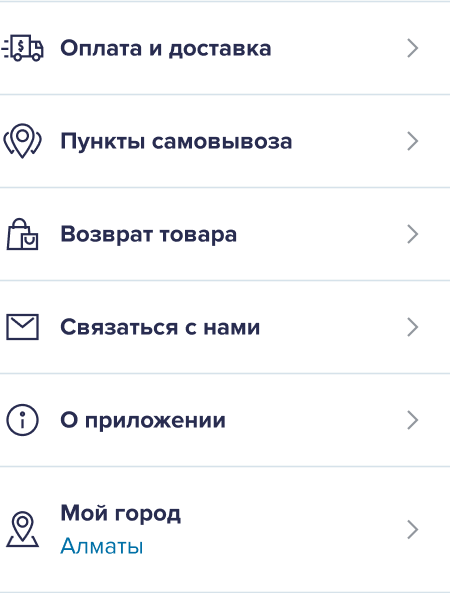 Оплата и доставка
Пункты самовывоза
Возврат товара
Связаться с нами
О приложении
Мой город
Алматы